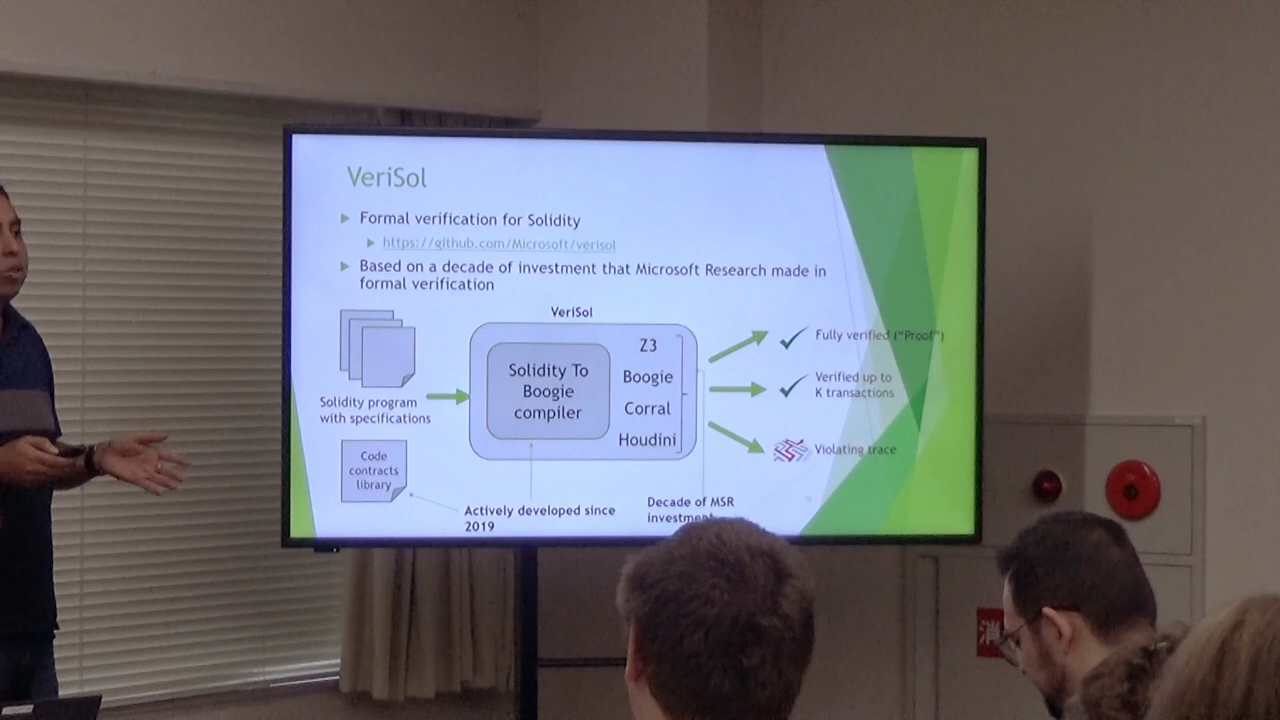 VeriSol
Formal verification for Solidity
https://github.com/Microsoft/verisol
Based on a decade of investment that Microsoft Research made in
formal verification
VeriSol
Solidity program
with specifications
Code
contracts
library
Solidity To
Boogie
compiler
Z3
Boogie
Corral
Houdini
Fully verified ("Proof")
Verified up to
K transactions
Violating trace
Actively developed since
2019
Decade of MSR
investment
消